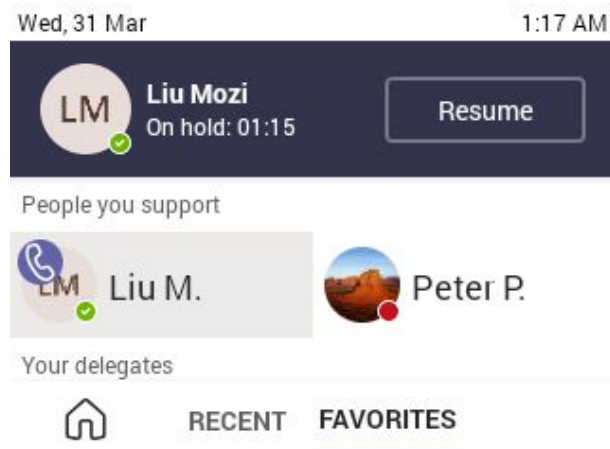 Wed, 31 Mar 1:17 AM
LM Liu Mozi
On hold: 01:15
Resume
People you support
LM Liu M. Peter P.
Your delegates
RECENT FAVORITES